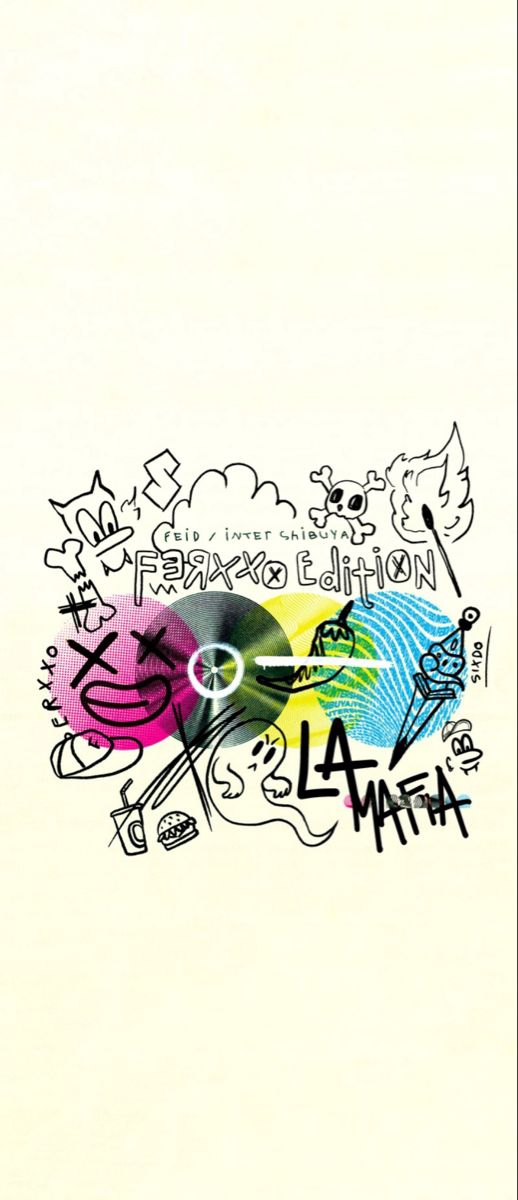 S
FEID / iNTER ShiBUYA
FERXXO EditiON
#
FERXXO
SIXDO
LA
MAFiA